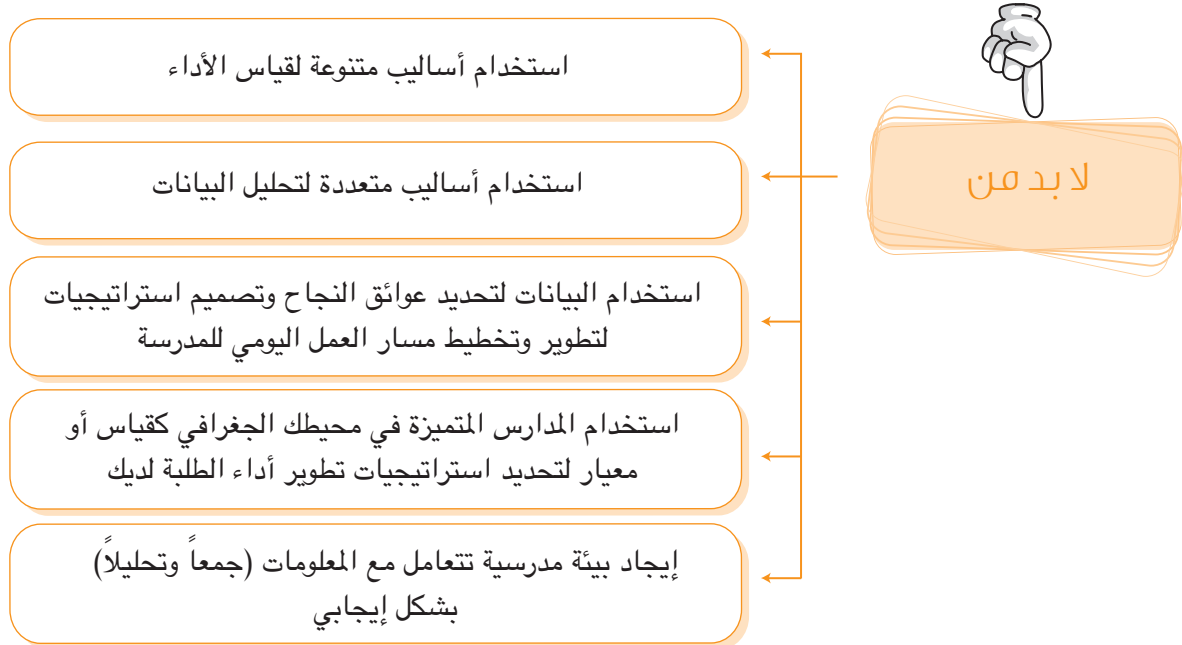 لا بد من
استخدام أساليب متنوعة لقياس الأداء
استخدام أساليب متعددة لتحليل البيانات
استخدام البيانات لتحديد عوائق النجاح وتصميم استراتيجيات
لتطوير وتخطيط مسار العمل اليومي للمدرسة
استخدام المدارس المتميزة في محيطك الجغرافي كقياس أو
معيار لتحديد استراتيجيات تطوير أداء الطلبة لديك
إيجاد بيئة مدرسية تتعامل مع المعلومات (جمعاً وتحليلاً)
بشكل إيجابي